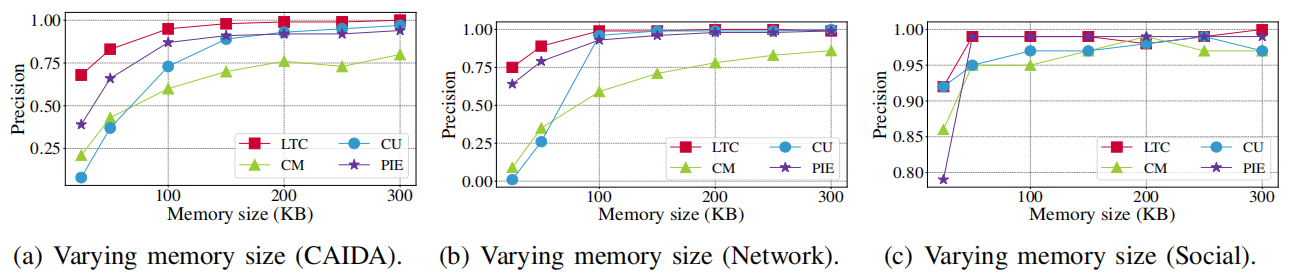 1.00
0.75
0.50
0.25
Precision
LTC
CM
CU
PIE
100
200
300
Memory size (KB)
(a) Varying memory size (CAIDA).
1.00
0.75
0.50
0.25
0.00
Precision
LTC
CM
CU
PIE
100
200
300
Memory size (KB)
(b) Varying memory size (Network).
1.00
0.95
0.90
0.85
0.80
Precision
LTC
CM
CU
PIE
100
200
300
Memory size (KB)
(c) Varying memory size (Social).